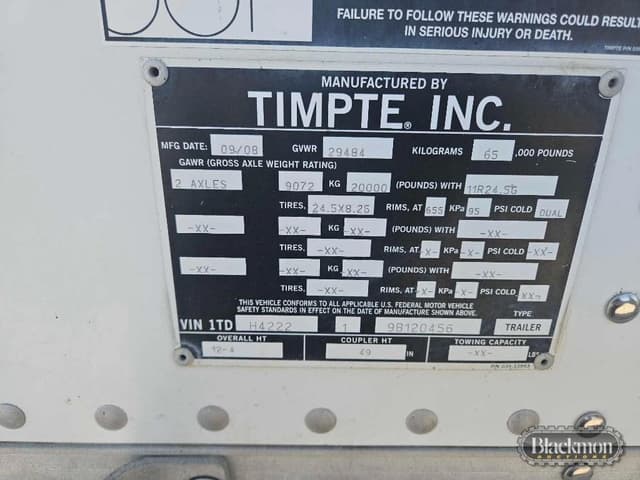 FAILURE TO FOLLOW THESE WARNINGS COULD RESULT
IN SERIOUS INJURY OR DEATH.
MANUFACTURED BY
TIMPTE® INC.
MFG DATE: 09/08 GVWR 29484 KILOGRAMS 65 ,000 POUNDS
GAWR (GROSS AXLE WEIGHT RATING)
2 AXLES 9072 KG 20000 (POUNDS) WITH 11R24.5G
TIRES, 24.5X8.25 RIMS, AT 655 KPa 95 PSI COLD DUAL
-XX- -XX- KG -XX- (POUNDS) WITH -XX-
TIRES, -XX- RIMS, AT -X- KPa -X- PSI COLD -XX-
-XX- -XX- KG -XX- (POUNDS) WITH -XX-
TIRES, -XX- RIMS, AT -X- KPa -X- PSI COLD XX-
THIS VEHICLE CONFORMS TO ALL APPLICABLE U.S. FEDERAL MOTOR VEHICLE
SAFETY STANDARDS IN EFFECT ON THE DATE OF MANUFACTURE SHOWN ABOVE. TYPE
VIN 1TD H4222 1 9B120456 TRAILER
OVERALL HT COUPLER HT TOWING CAPACITY
12-4 49 IN -XX- LBS
Blackmon
AUCTIONS